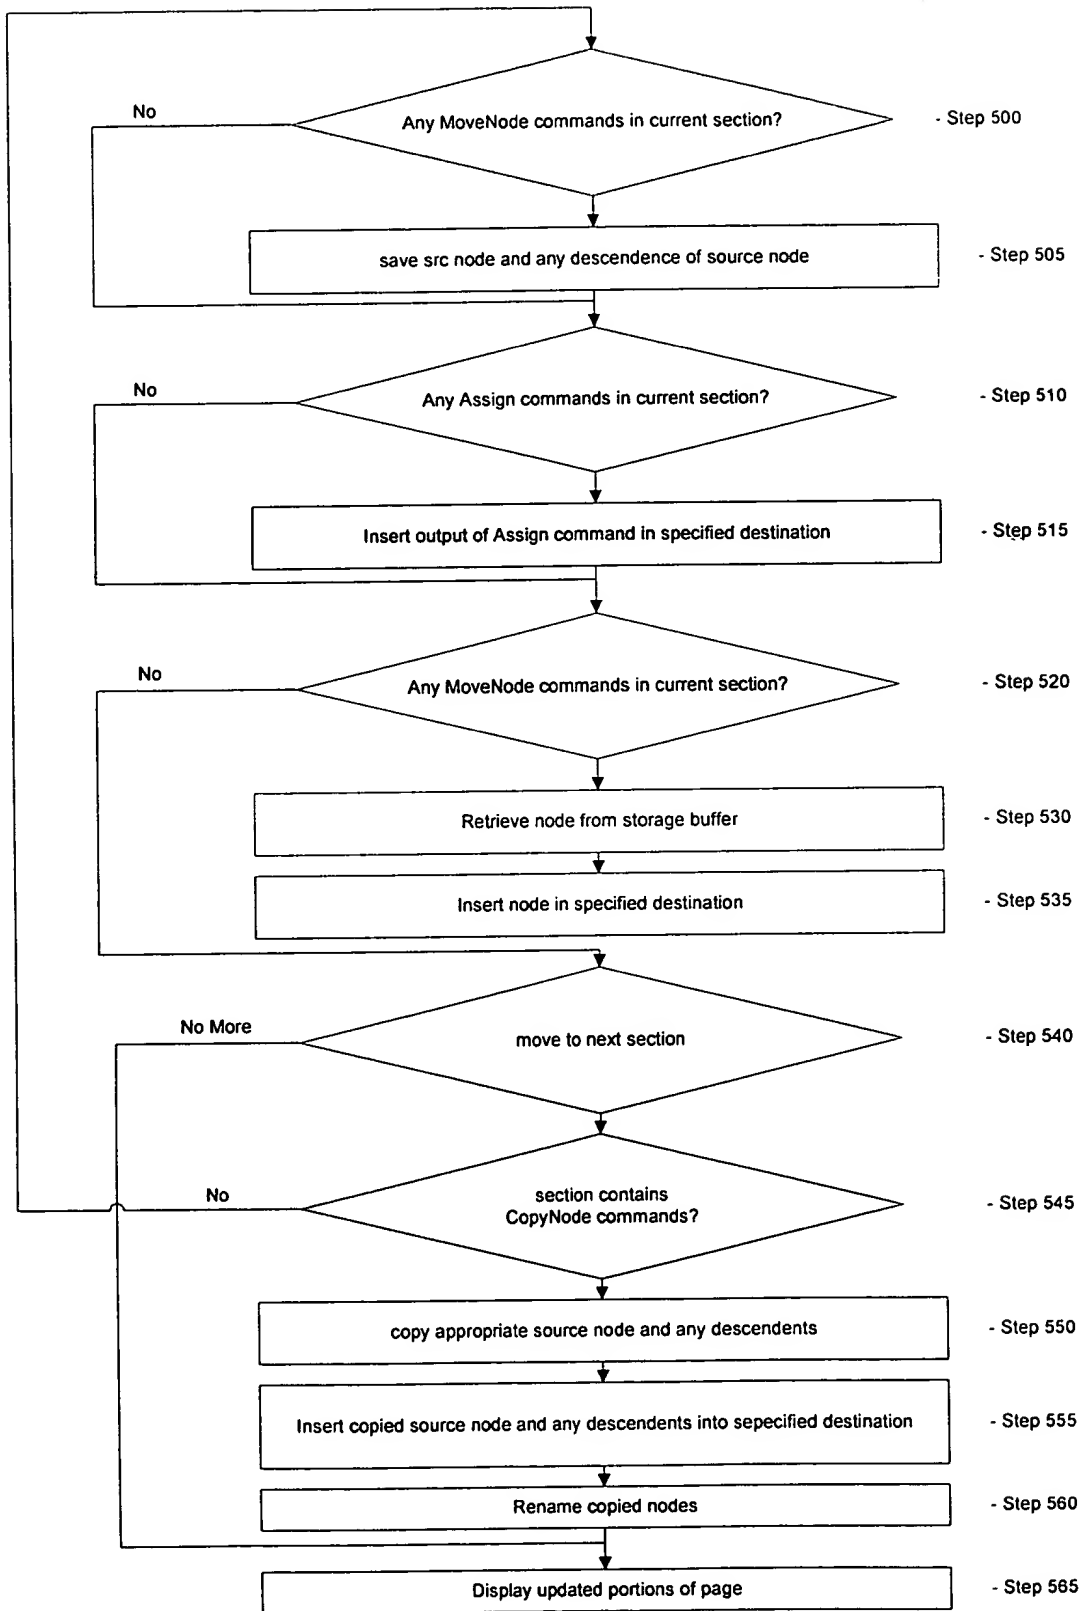 No
Any MoveNode commands in current section?
- Step 500
save src node and any descendence of source node
- Step 505
No
Any Assign commands in current section?
- Step 510
Insert output of Assign command in specified destination
- Step 515
No
Any MoveNode commands in current section?
- Step 520
Retrieve node from storage buffer
- Step 530
Insert node in specified destination
- Step 535
No More
move to next section
- Step 540
No
section contains
CopyNode commands?
- Step 545
copy appropriate source node and any descendents
- Step 550
Insert copied source node and any descendents into sepecified destination
- Step 555
Rename copied nodes
- Step 560
Display updated portions of page
- Step 565